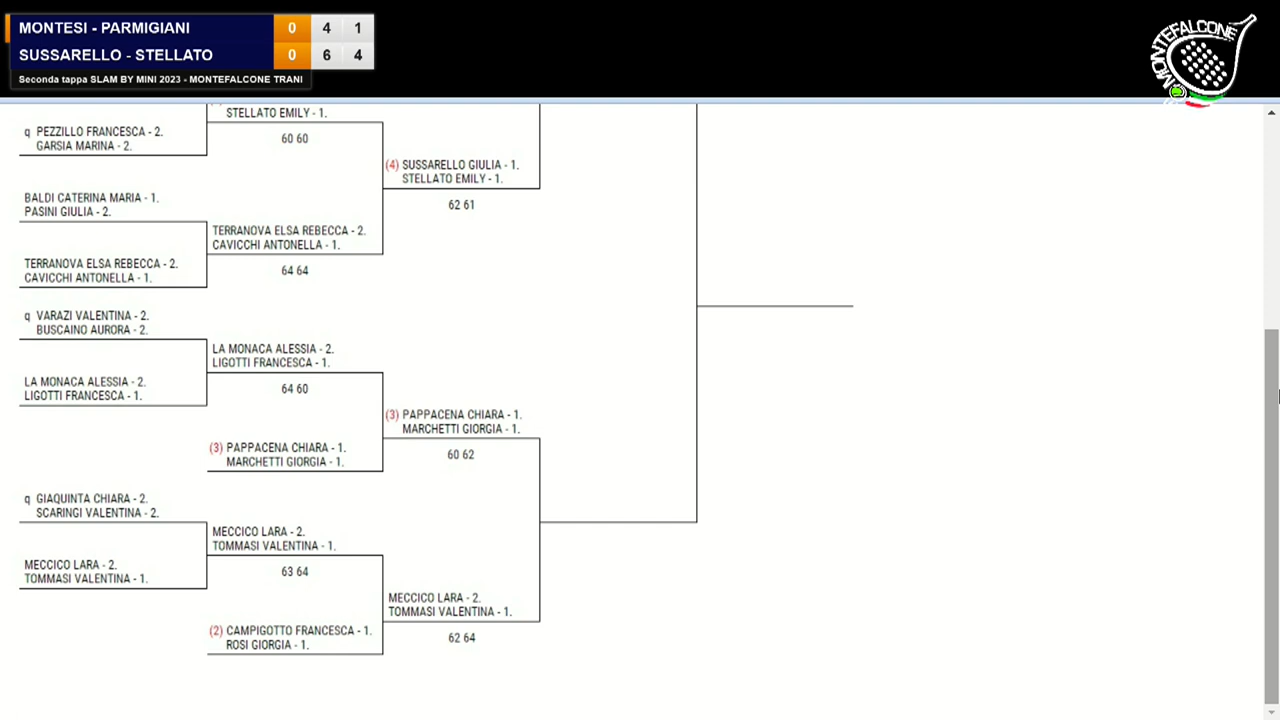 MONTESI - PARMIGIANI 0 4 1
SUSSARELLO - STELLATO 0 6 4
Seconda tappa SLAM BY MINI 2023 - MONTEFALCONE TRANI
MONTEFALCONE
STELLATO EMILY - 1.
q PEZZILLO FRANCESCA - 2.
GARSIA MARINA - 2.
60 60
(4) SUSSARELLO GIULIA - 1.
STELLATO EMILY - 1.
62 61
BALDI CATERINA MARIA - 1.
PASINI GIULIA - 2.
TERRANOVA ELSA REBECCA - 2.
CAVICCHI ANTONELLA - 1.
64 64
TERRANOVA ELSA REBECCA - 2.
CAVICCHI ANTONELLA - 1.
q VARAZI VALENTINA - 2.
BUSCAINO AURORA - 2.
LA MONACA ALESSIA - 2.
LIGOTTI FRANCESCA - 1.
64 60
LA MONACA ALESSIA - 2.
LIGOTTI FRANCESCA - 1.
(3) PAPPACENA CHIARA - 1.
MARCHETTI GIORGIA - 1.
60 62
(3) PAPPACENA CHIARA - 1.
MARCHETTI GIORGIA - 1.
q GIAQUINTA CHIARA - 2.
SCARINGI VALENTINA - 2.
MECCICO LARA - 2.
TOMMASI VALENTINA - 1.
63 64
MECCICO LARA - 2.
TOMMASI VALENTINA - 1.
MECCICO LARA - 2.
TOMMASI VALENTINA - 1.
62 64
(2) CAMPIGOTTO FRANCESCA - 1.
ROSI GIORGIA - 1.